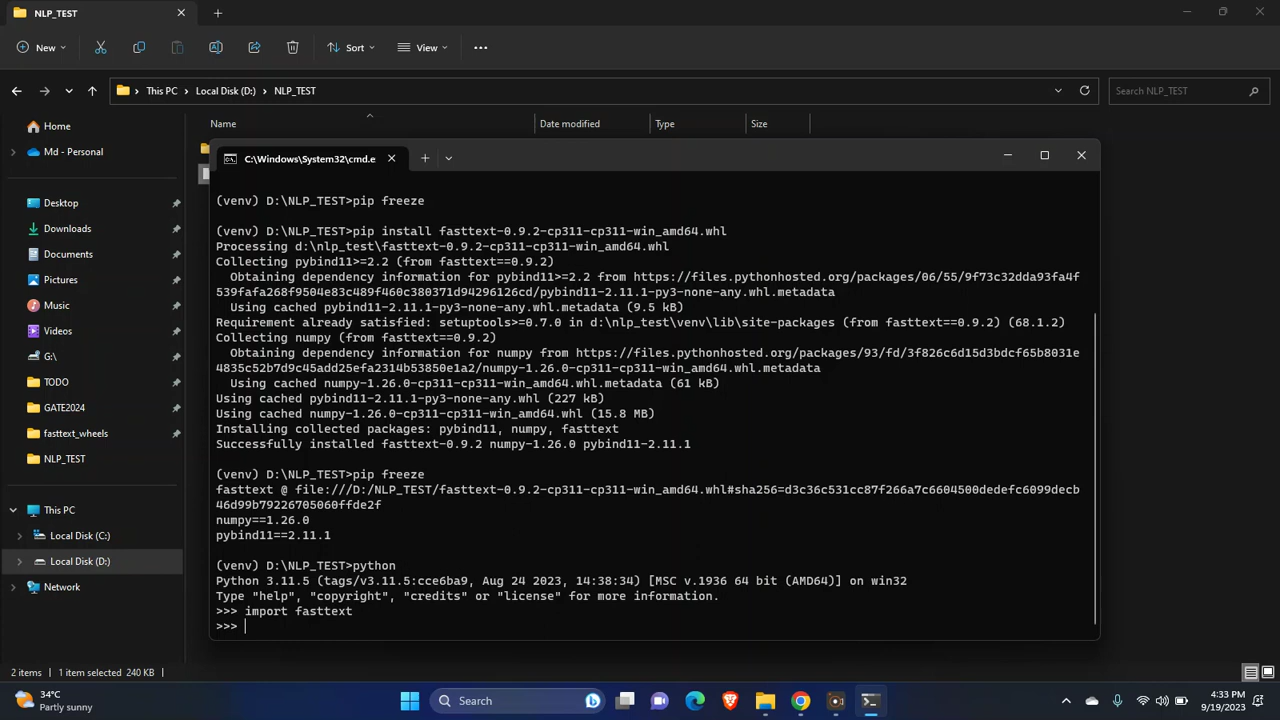 NLP_TEST
New
Sort
View
This PC
Local Disk (D:)
NLP_TEST
Search NLP_TEST
Home
Md - Personal
Desktop
Downloads
Documents
Pictures
Music
Videos
G:\
TODO
GATE2024
fasttext_wheels
NLP_TEST
This PC
Local Disk (C:)
Local Disk (D:)
Network
Name
Date modified
Type
Size
C:\Windows\System32\cmd.e
(venv) D:\NLP_TEST>pip freeze
(venv) D:\NLP_TEST>pip install fasttext-0.9.2-cp311-cp311-win_amd64.whl
Processing d:\nlp_test\fasttext-0.9.2-cp311-cp311-win_amd64.whl
Collecting pybind11>=2.2 (from fasttext==0.9.2)
Obtaining dependency information for pybind11>=2.2 from https://files.pythonhosted.org/packages/06/55/9f73c32dda93fa4f
539fafa268f9504e83c489f460c380371d94296126cd/pybind11-2.11.1-py3-none-any.whl.metadata
Using cached pybind11-2.11.1-py3-none-any.whl.metadata (9.5 kB)
Requirement already satisfied: setuptools>=0.7.0 in d:\nlp_test\venv\lib\site-packages (from fasttext==0.9.2) (68.1.2)
Collecting numpy (from fasttext==0.9.2)
Obtaining dependency information for numpy from https://files.pythonhosted.org/packages/93/fd/3f826c6d15d3bdcf65b8031e
4835c52b7d9c45add25efa2314b53850e1a2/numpy-1.26.0-cp311-cp311-win_amd64.whl.metadata
Using cached numpy-1.26.0-cp311-cp311-win_amd64.whl.metadata (61 kB)
Using cached pybind11-2.11.1-py3-none-any.whl (227 kB)
Using cached numpy-1.26.0-cp311-cp311-win_amd64.whl (15.8 MB)
Installing collected packages: pybind11, numpy, fasttext
Successfully installed fasttext-0.9.2 numpy-1.26.0 pybind11-2.11.1
(venv) D:\NLP_TEST>pip freeze
fasttext @ file:///D:/NLP_TEST/fasttext-0.9.2-cp311-cp311-win_amd64.whl#sha256=d3c36c531cc87f266a7c6604500dedefc6099decb
46d99b79226705060ffde2f
numpy==1.26.0
pybind11==2.11.1
(venv) D:\NLP_TEST>python
Python 3.11.5 (tags/v3.11.5:cce6ba9, Aug 24 2023, 14:38:34) [MSC v.1936 64 bit (AMD64)] on win32
Type "help", "copyright", "credits" or "license" for more information.
>>> import fasttext
>>>
2 items
1 item selected 240 KB
34°C
Partly sunny
Search
4:33 PM
9/19/2023